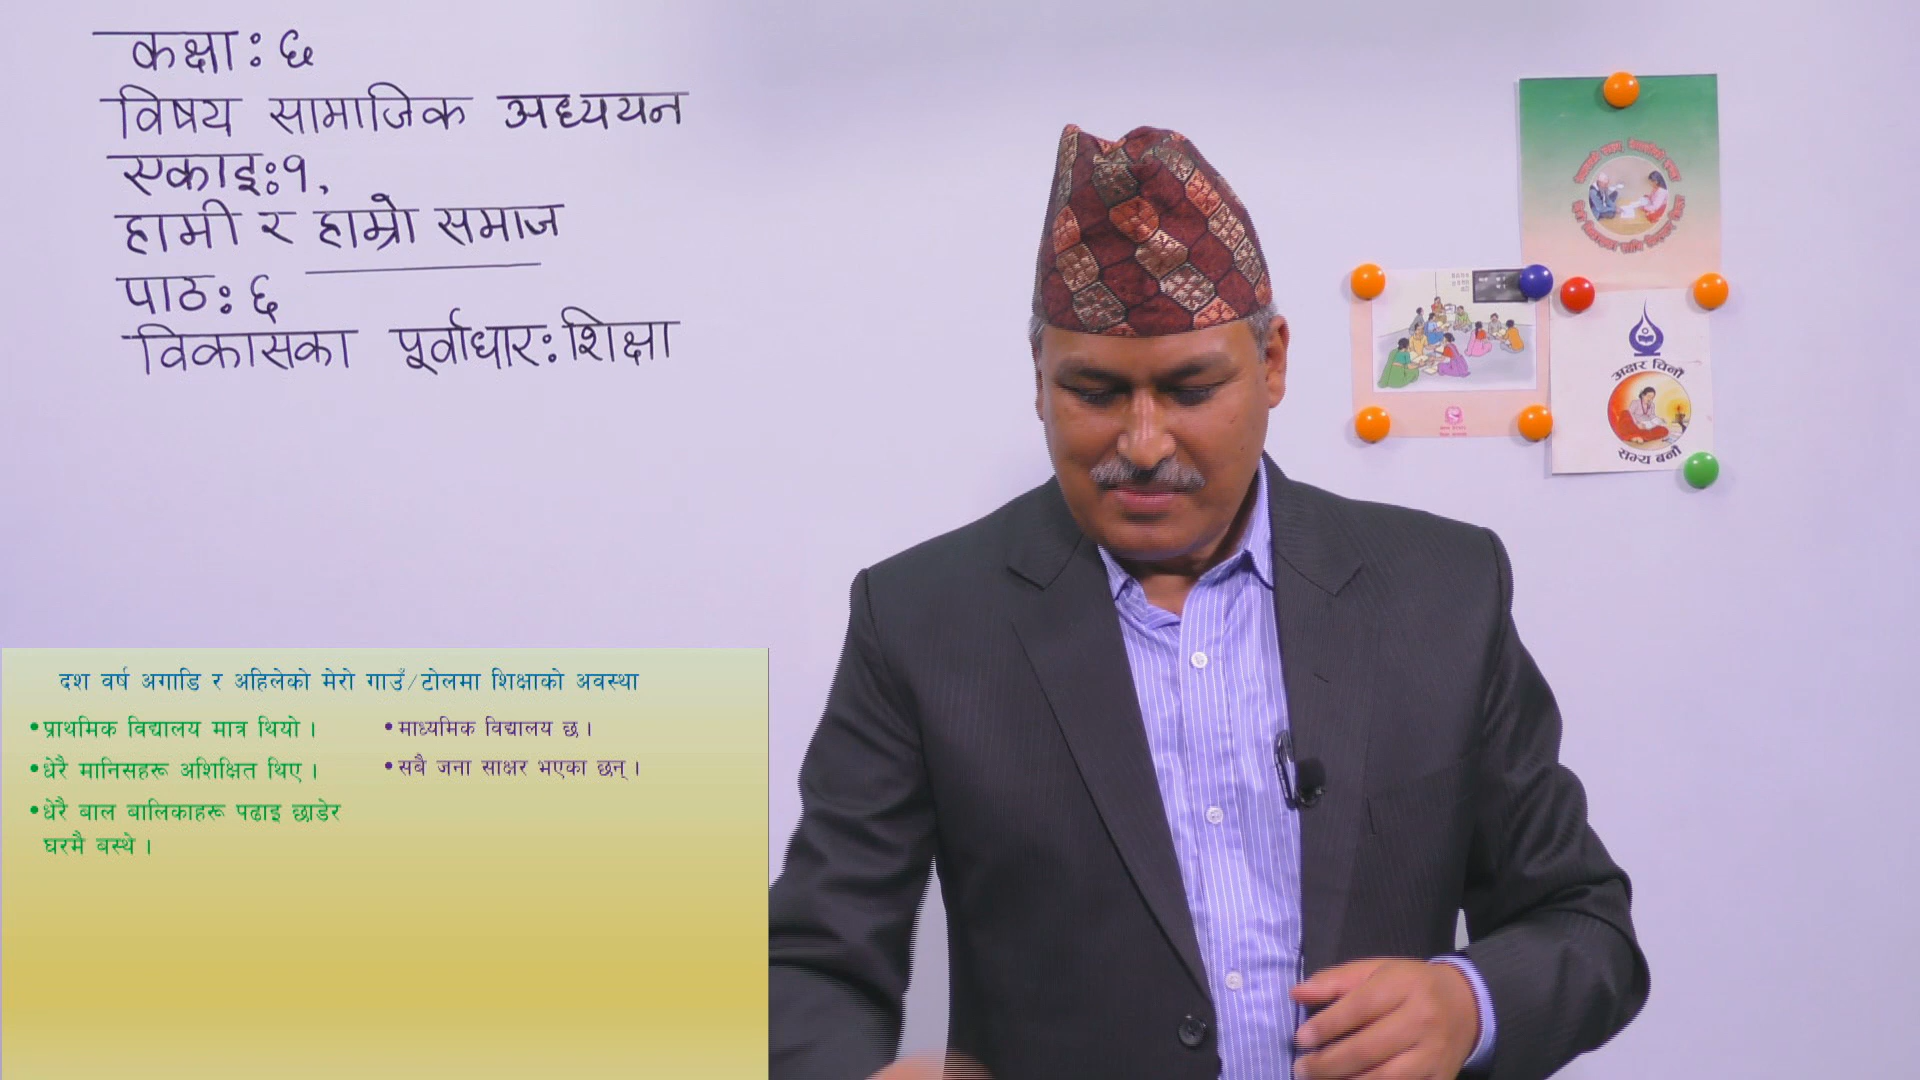 कक्षा: ६
विषय सामाजिक अध्ययन
एकाइ:१.
हामी र हाम्रो समाज
पाठ: ६
विकासका पूर्वाधार: शिक्षा
अक्षर चिनौं
सभ्य बनौं
दश वर्ष अगाडि र अहिलेको मेरो गाउँ/टोलमा शिक्षाको अवस्था
•प्राथमिक विद्यालय मात्र थियो ।
•धेरै मानिसहरू अशिक्षित थिए ।
•धेरै बाल बालिकाहरू पढाइ छाडेर
घरमै बस्थे ।
•माध्यमिक विद्यालय छ ।
•सबै जना साक्षर भएका छन् ।